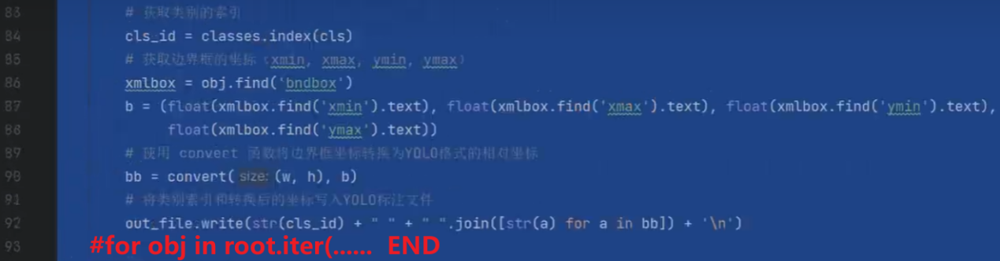 83 # 获取类别的索引
84 cls_id = classes.index(cls)
85 # 获取边界框的坐标（xmin, xmax, ymin, ymax）
86 xmlbox = obj.find('bndbox')
87 b = (float(xmlbox.find('xmin').text), float(xmlbox.find('xmax').text), float(xmlbox.find('ymin').text),
88 float(xmlbox.find('ymax').text))
89 # 使用 convert 函数将边界框坐标转换为YOLO格式的相对坐标
90 bb = convert( size: (w, h), b)
91 # 将类别索引和转换后的坐标写入YOLO标注文件
92 out_file.write(str(cls_id) + " " + " ".join([str(a) for a in bb]) + '\n')
93 #for obj in root.iter(...... END